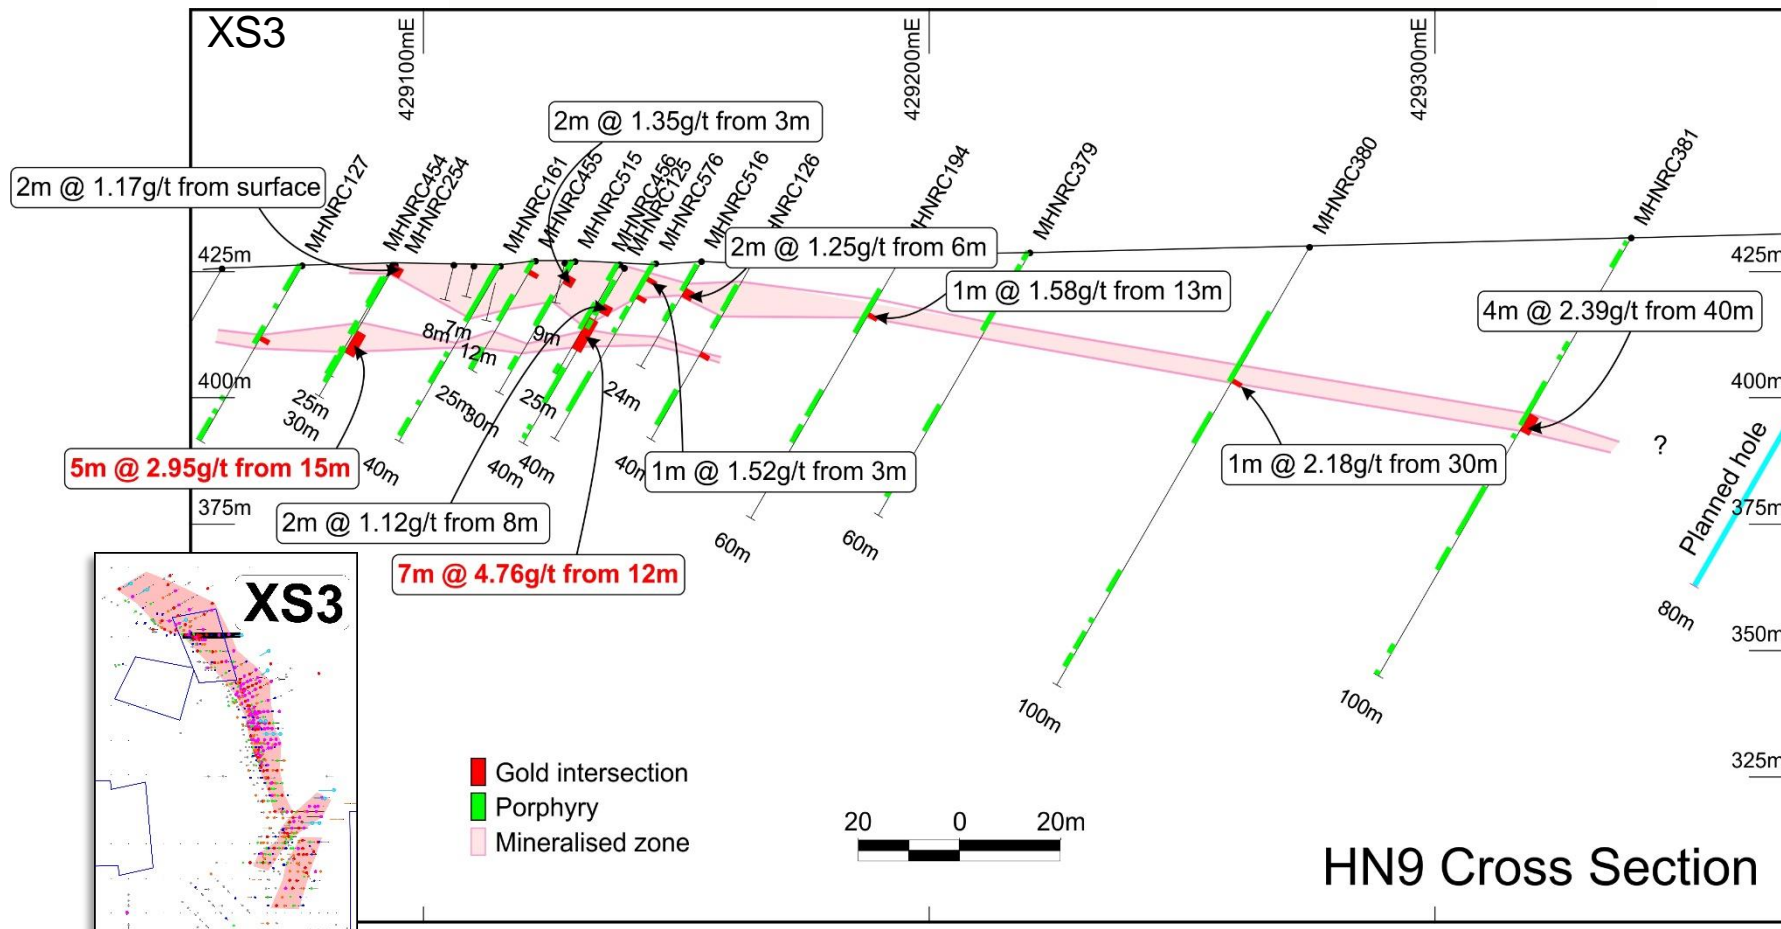 XS3
429100mE
429200mE
429300mE
2m @ 1.35g/t from 3m
2m @ 1.17g/t from surface
MHNRC127
MHNRC454
MHNRC254
MHNRC161
MHNRC455
MHNRC515
MHNRC456
MHNRC125
MHNRC576
MHNRC516
HNRC126
HNRC194
MHNRC379
MHNRC380
MHNRC381
2m @ 1.25g/t from 6m
1m @ 1.58g/t from 13m
4m @ 2.39g/t from 40m
425m
425m
7m
8m
12m
9m
400m
400m
25m
30m
25m
30m
25m
24m
5m @ 2.95g/t from 15m
40m
40m
40m
40m
1m @ 1.52g/t from 3m
1m @ 2.18g/t from 30m
?
375m
375m
2m @ 1.12g/t from 8m
7m @ 4.76g/t from 12m
60m
60m
Planned hole
80m
XS3
350m
100m
100m
325m
Gold intersection
Porphyry
Mineralised zone
20 0 20m
HN9 Cross Section